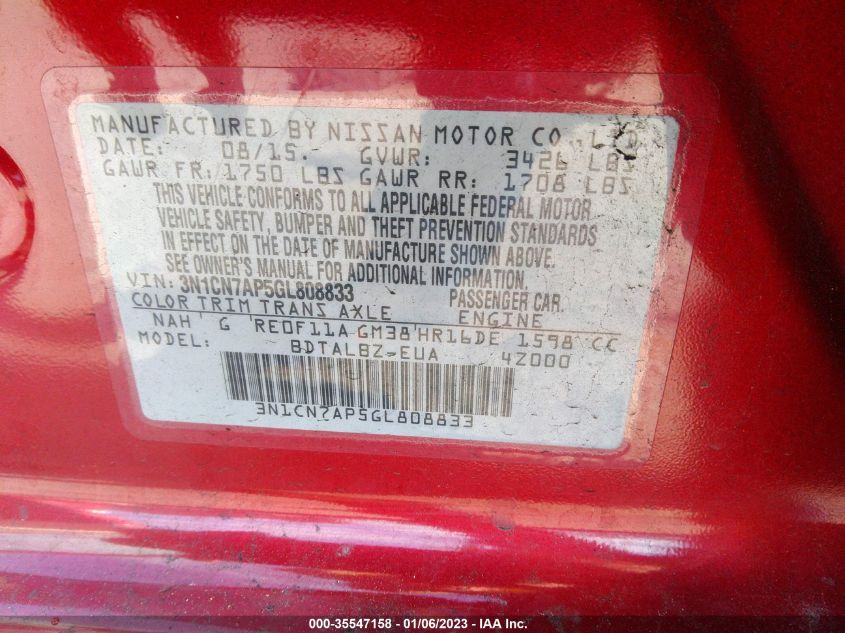 MANUFACTURED BY NISSAN MOTOR CO., LTD
DATE: 08/15. GVWR: 3426 LBS
GAWR FR: 1750 LBS GAWR RR: 1708 LBS
THIS VEHICLE CONFORMS TO ALL APPLICABLE FEDERAL MOTOR
VEHICLE SAFETY, BUMPER AND THEFT PREVENTION STANDARDS
IN EFFECT ON THE DATE OF MANUFACTURE SHOWN ABOVE.
SEE OWNER'S MANUAL FOR ADDITIONAL INFORMATION.
VIN: 3N1CN7AP5GL808833 PASSENGER CAR.
COLOR TRIM TRANS AXLE ENGINE
NAH G RE0F11A GM38 HR16DE 1598 CC
MODEL: BDTALBZ-EUA 4Z000
3N1CN7AP5GL808833
000-35547158 - 01/06/2023 - IAA Inc.